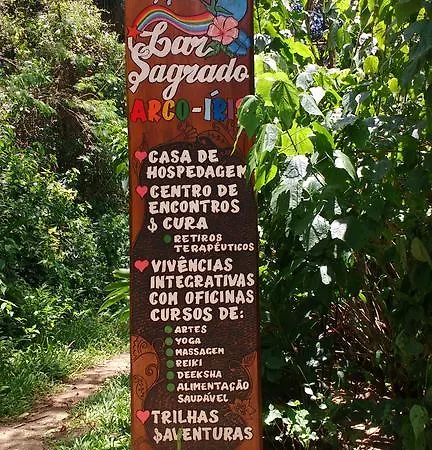 Lar
Sagrado
ARCO-ÍRIS
CASA DE
HOSPEDAGEM
CENTRO DE
ENCONTROS
& CURA
RETIROS
TERAPÊUTICOS
VIVÊNCIAS
INTEGRATIVAS
COM OFICINAS
CURSOS DE:
ARTES
YOGA
MASSAGEM
REIKI
DEEKSHA
ALIMENTAÇÃO
SAUDÁVEL
TRILHAS
&AVENTURAS